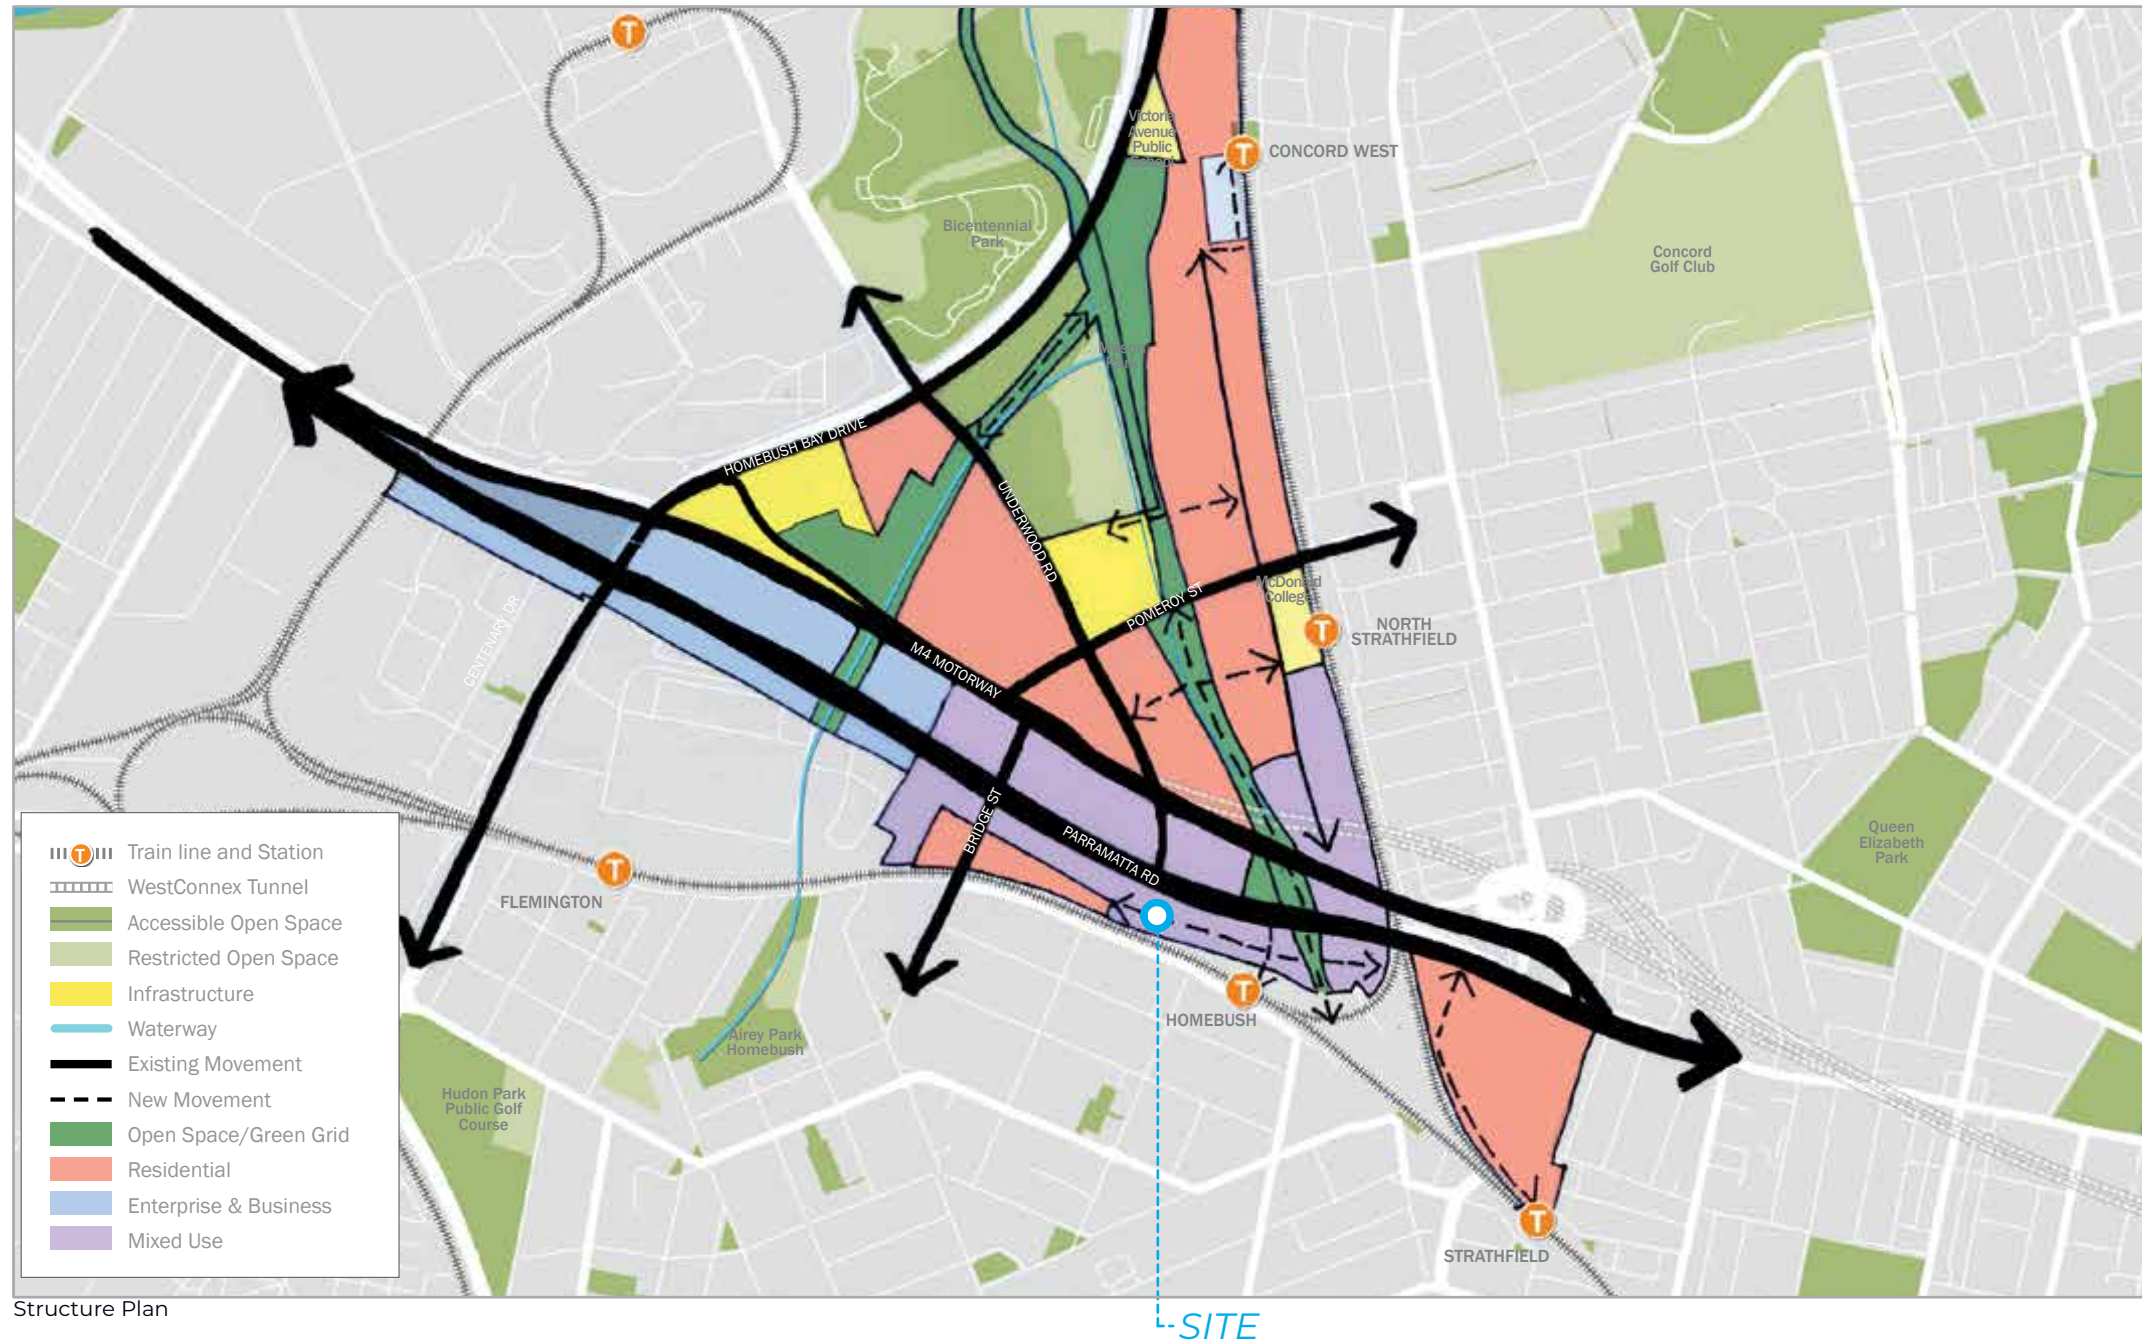 T
Victoria
Avenue
Public
School
T
CONCORD WEST
Bicentennial
Park
Concord
Golf Club
HOMEBUSH BAY DRIVE
UNDERWOOD RD
CENTENARY DR
POMEROY ST
McDonald
College
T
NORTH
STRATHFIELD
M4 MOTORWAY
BRIDGE ST
PARRAMATTA RD
Queen
Elizabeth
Park
T
FLEMINGTON
T
HOMEBUSH
Airey Park
Homebush
Hudon Park
Public Golf
Course
T
STRATHFIELD
T Train line and Station
WestConnex Tunnel
Accessible Open Space
Restricted Open Space
Infrastructure
Waterway
Existing Movement
New Movement
Open Space/Green Grid
Residential
Enterprise & Business
Mixed Use
Structure Plan
SITE